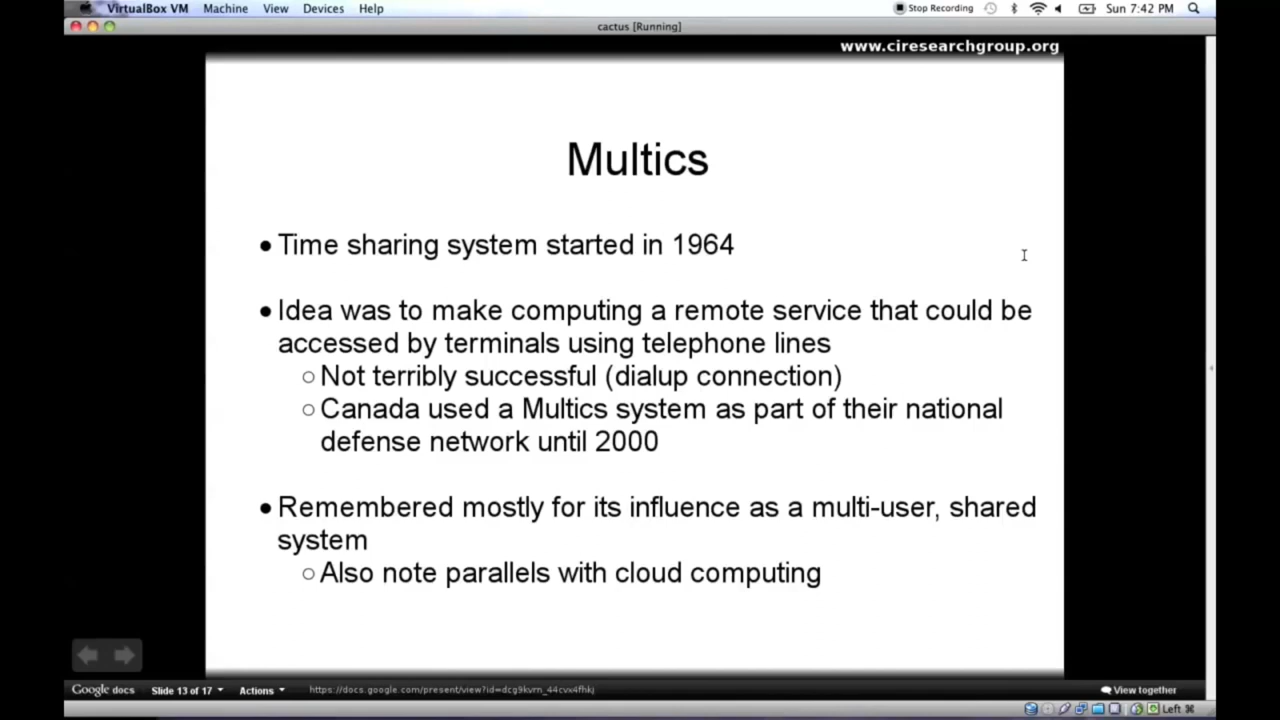 VirtualBox VM Machine View Devices Help Stop Recording Sun 7:42 PM
cactus [Running]
www.ciresearchgroup.org
Multics
● Time sharing system started in 1964
● Idea was to make computing a remote service that could be
accessed by terminals using telephone lines
○ Not terribly successful (dialup connection)
○ Canada used a Multics system as part of their national
defense network until 2000
● Remembered mostly for its influence as a multi-user, shared
system
○ Also note parallels with cloud computing
Google docs Slide 13 of 17 Actions View together
Left ⌘